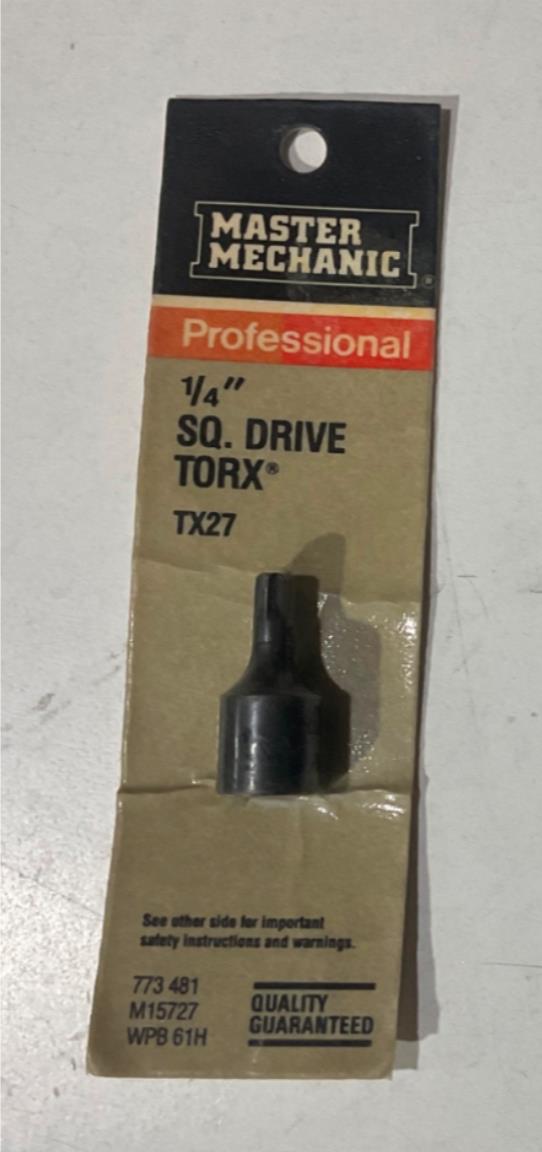 MASTER
MECHANIC®
Professional
1/4"
SQ. DRIVE
TORX®
TX27
See other side for important
safety instructions and warnings.
773 481
M15727
WPB 61H
QUALITY
GUARANTEED